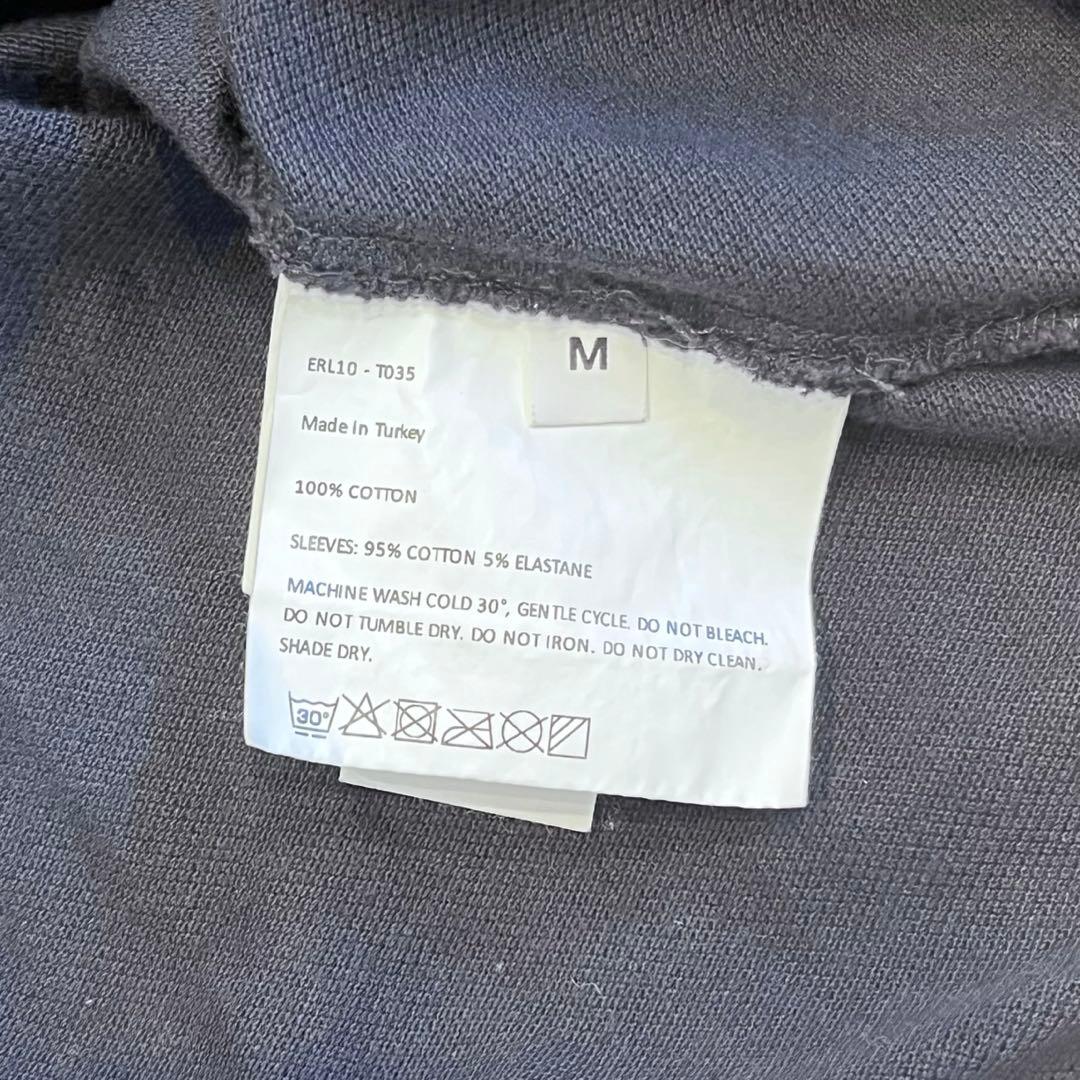 M
ERL10 - T035
Made In Turkey
100% COTTON
SLEEVES: 95% COTTON 5% ELASTANE
MACHINE WASH COLD 30°, GENTLE CYCLE. DO NOT BLEACH.
DO NOT TUMBLE DRY. DO NOT IRON. DO NOT DRY CLEAN.
SHADE DRY.
30°